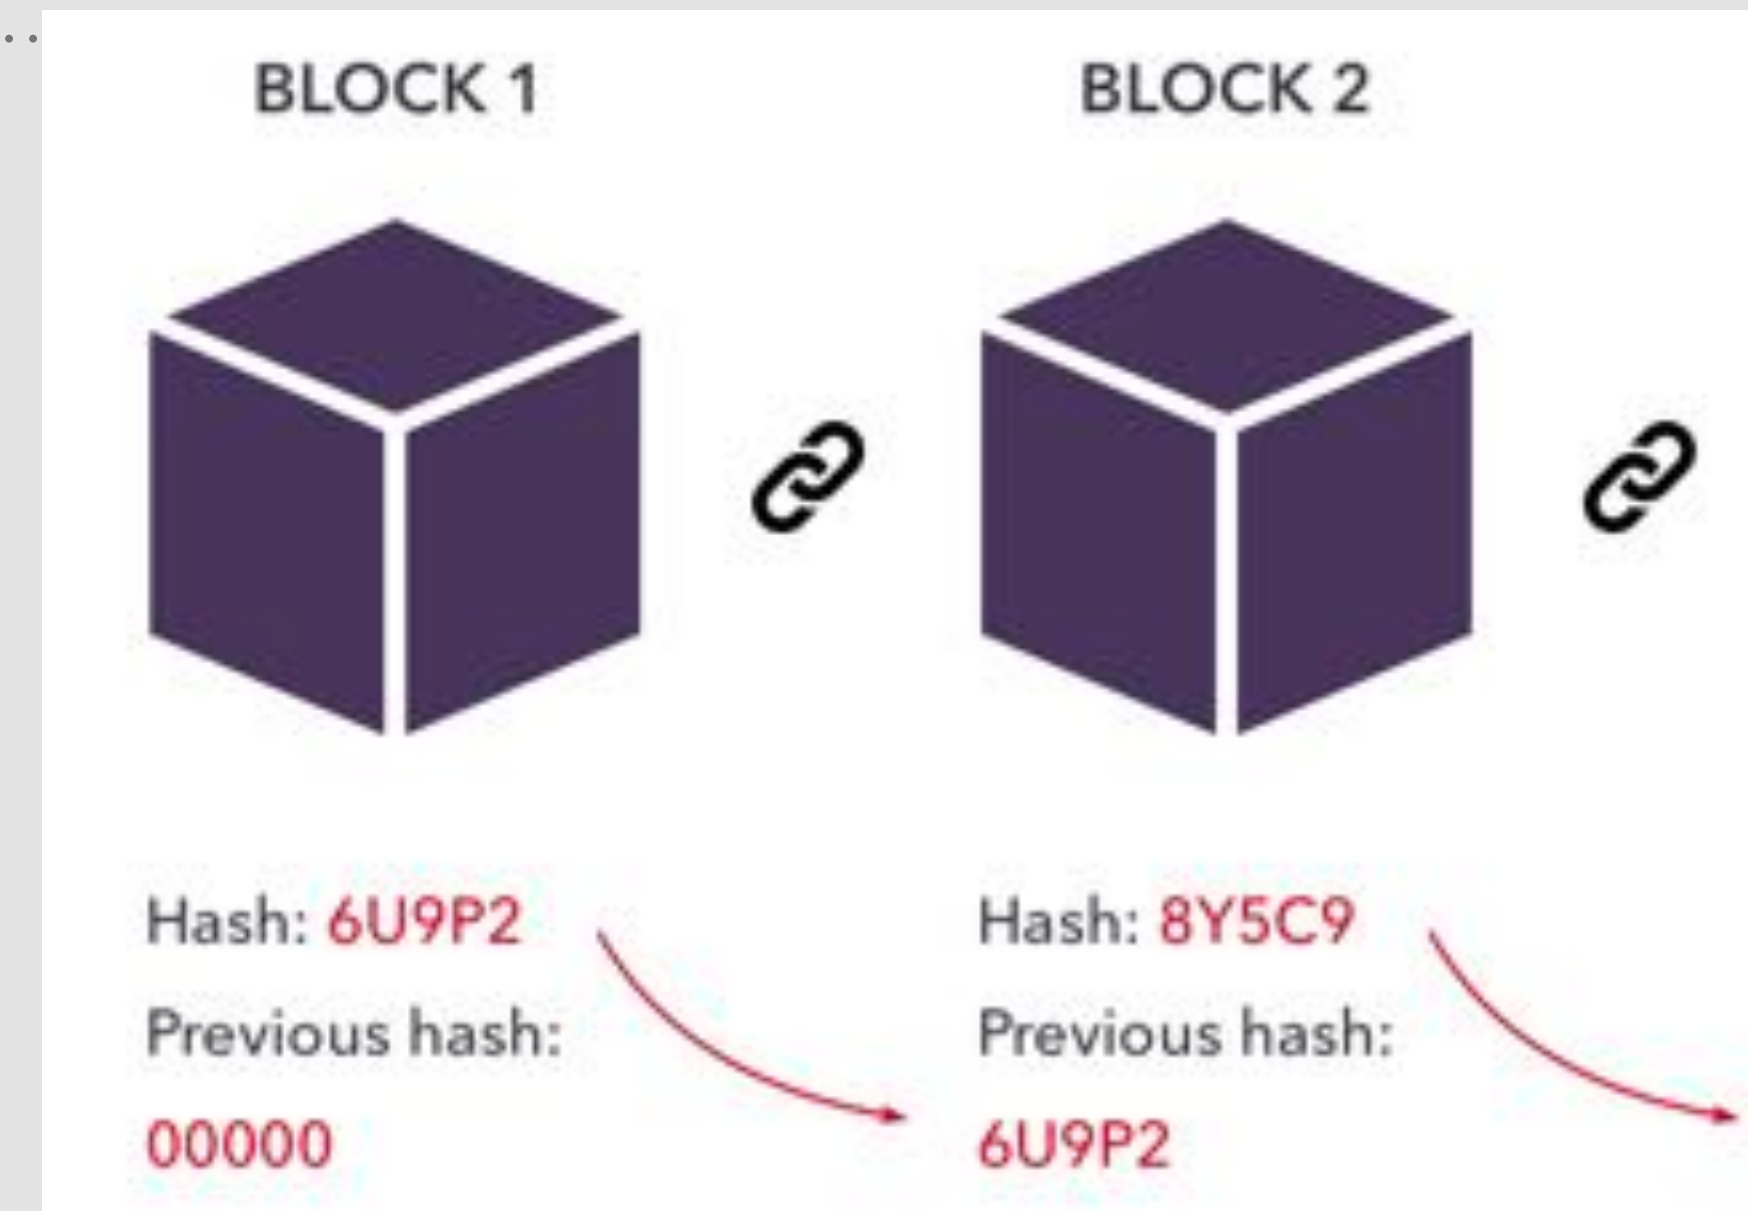 BLOCK 1
BLOCK 2
Hash: 6U9P2
Previous hash:
00000
Hash: 8Y5C9
Previous hash:
6U9P2